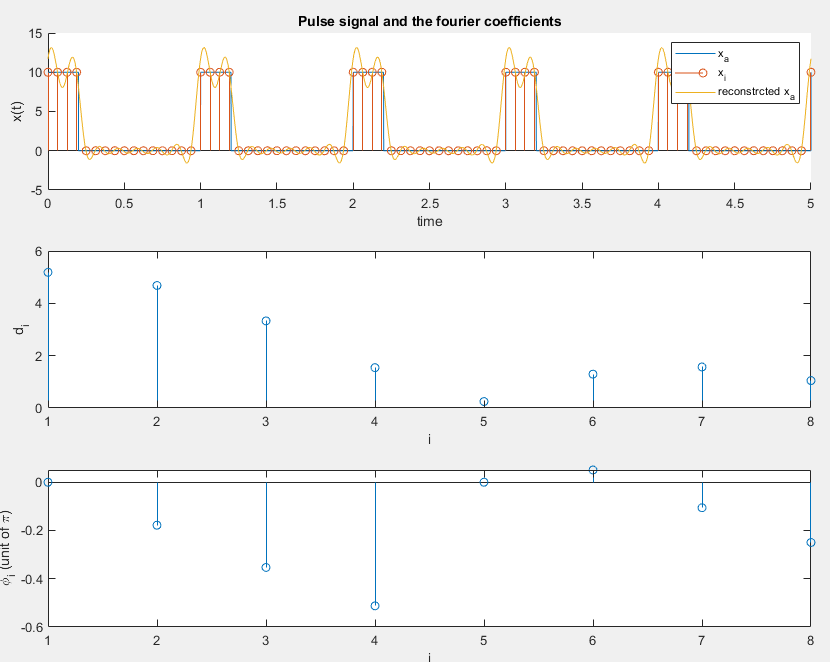 Pulse signal and the fourier coefficients
15
10
5
0
-5
x(t)
x_a
x_i
reconstrcted x_a
0 0.5 1 1.5 2 2.5 3 3.5 4 4.5 5
time
6
4
2
0
d_i
1 2 3 4 5 6 7 8
i
0
-0.2
-0.4
-0.6
ϕ_i (unit of π)
1 2 3 4 5 6 7 8
i